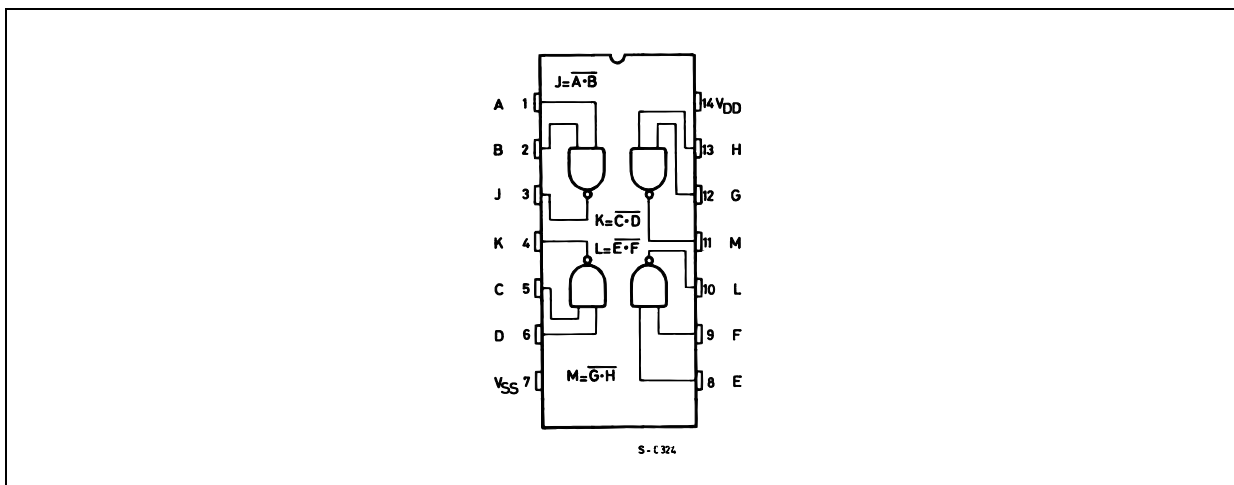 J=A·B
A 1
14 VDD
B 2
13 H
J 3
12 G
K=C·D
K 4
11 M
L=E·F
C 5
10 L
D 6
9 F
VSS 7
M=G·H
8 E
S-C324